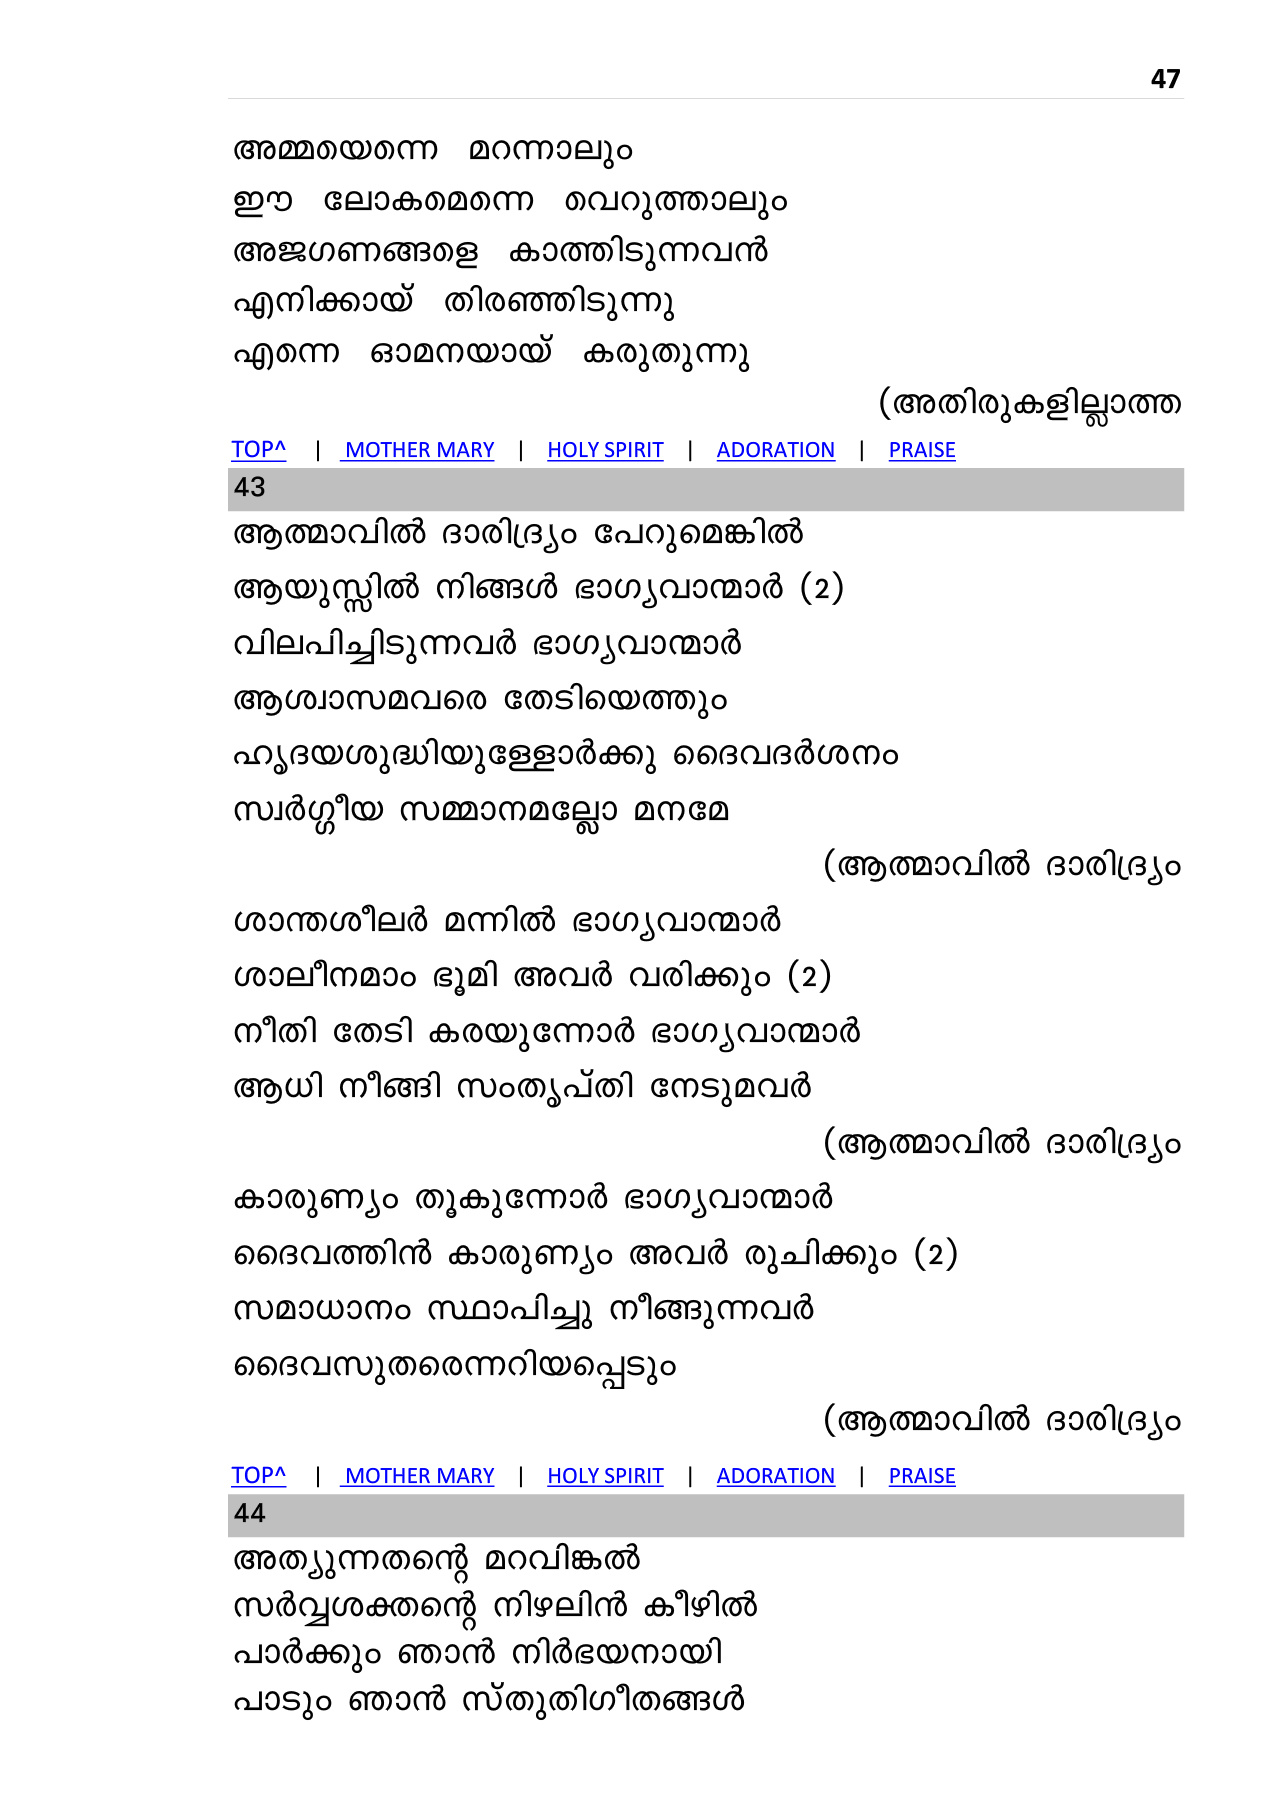 47
അമ്മയെന്നെ മറന്നാലും
ഈ ലോകമെന്നെ വെറുത്താലും
അജഗണങ്ങളെ കാത്തിടുന്നവൻ
എനിക്കായ് തിരഞ്ഞിടുന്നു
എന്നെ ഓമനയായ് കരുതുന്നു
(അതിരുകളില്ലാത്ത
TOP^ | MOTHER MARY | HOLY SPIRIT | ADORATION | PRAISE
43
ആത്മാവിൽ ദാരിദ്ര്യം പേറുമെങ്കിൽ
ആയുസ്സിൽ നിങ്ങൾ ഭാഗ്യവാന്മാർ (2)
വിലപിച്ചിടുന്നവർ ഭാഗ്യവാന്മാർ
ആശ്വാസമവരെ തേടിയെത്തും
ഹൃദയശുദ്ധിയുള്ളോർക്കു ദൈവദർശനം
സ്വർഗ്ഗീയ സമ്മാനമല്ലോ മനമേ
(ആത്മാവിൽ ദാരിദ്ര്യം
ശാന്തശീലർ മന്നിൽ ഭാഗ്യവാന്മാർ
ശാലീനമാം ഭൂമി അവർ വരിക്കും (2)
നീതി തേടി കരയുന്നോർ ഭാഗ്യവാന്മാർ
ആധി നീങ്ങി സംതൃപ്തി നേടുമവർ
(ആത്മാവിൽ ദാരിദ്ര്യം
കാരുണ്യം തൂകുന്നോർ ഭാഗ്യവാന്മാർ
ദൈവത്തിൻ കാരുണ്യം അവർ രുചിക്കും (2)
സമാധാനം സ്ഥാപിച്ചു നീങ്ങുന്നവർ
ദൈവസുതരെന്നറിയപ്പെടും
(ആത്മാവിൽ ദാരിദ്ര്യം
TOP^ | MOTHER MARY | HOLY SPIRIT | ADORATION | PRAISE
44
അത്യുന്നതന്റെ മറവിങ്കൽ
സർവ്വശക്തന്റെ നിഴലിൻ കീഴിൽ
പാർക്കും ഞാൻ നിർഭയനായി
പാടും ഞാൻ സ്തുതിഗീതങ്ങൾ